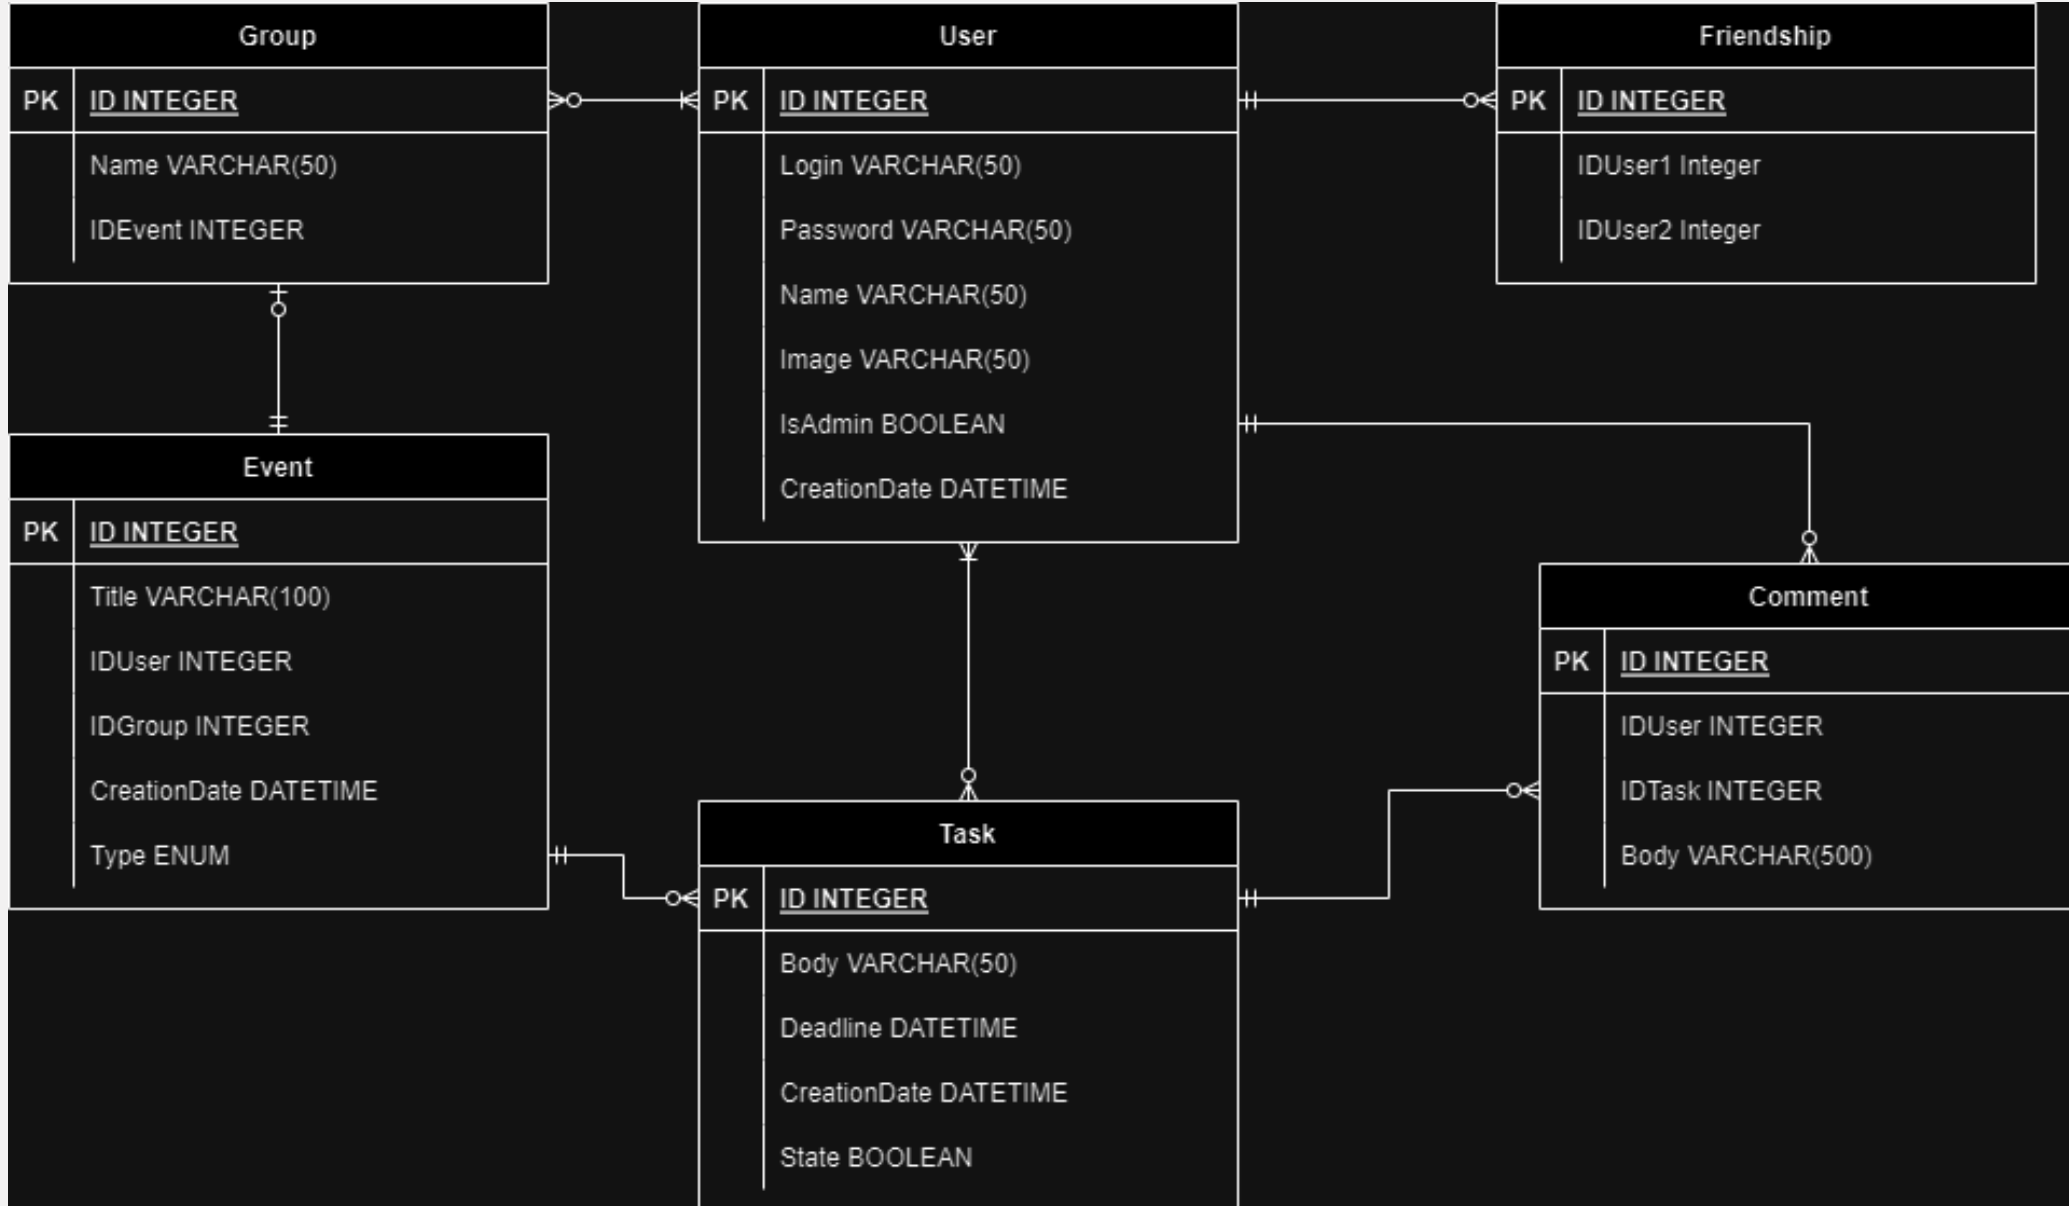 Group
PK ID INTEGER
Name VARCHAR(50)
IDEvent INTEGER
User
PK ID INTEGER
Login VARCHAR(50)
Password VARCHAR(50)
Name VARCHAR(50)
Image VARCHAR(50)
IsAdmin BOOLEAN
CreationDate DATETIME
Friendship
PK ID INTEGER
IDUser1 Integer
IDUser2 Integer
Event
PK ID INTEGER
Title VARCHAR(100)
IDUser INTEGER
IDGroup INTEGER
CreationDate DATETIME
Type ENUM
Comment
PK ID INTEGER
IDUser INTEGER
IDTask INTEGER
Body VARCHAR(500)
Task
PK ID INTEGER
Body VARCHAR(50)
Deadline DATETIME
CreationDate DATETIME
State BOOLEAN